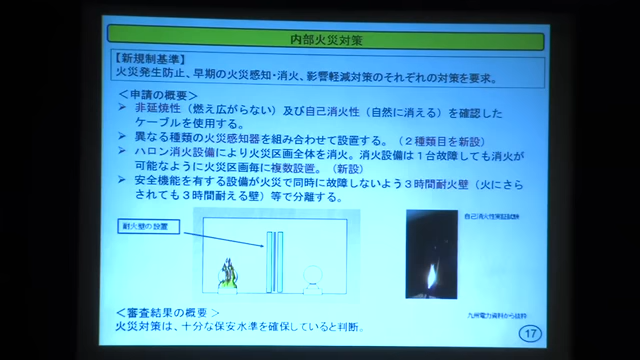 内部火災対策
【新規制基準】
火災発生防止、早期の火災感知・消火、影響軽減対策のそれぞれの対策を要求。
＜申請の概要＞
➢ 非延焼性（燃え広がらない）及び自己消火性（自然に消える）を確認した
ケーブルを使用する。
➢ 異なる種類の火災感知器を組み合わせて設置する。（２種類目を新設）
➢ ハロン消火設備により火災区画全体を消火。消火設備は１台故障しても消火が
可能なように火災区画毎に複数設置。（新設）
➢ 安全機能を有する設備が火災で同時に故障しないよう３時間耐火壁（火にさら
されても３時間耐える壁）等で分離する。
耐火壁の設置
自己消火性実証試験
＜審査結果の概要＞
火災対策は、十分な保安水準を確保していると判断。
九州電力資料から抜粋
17